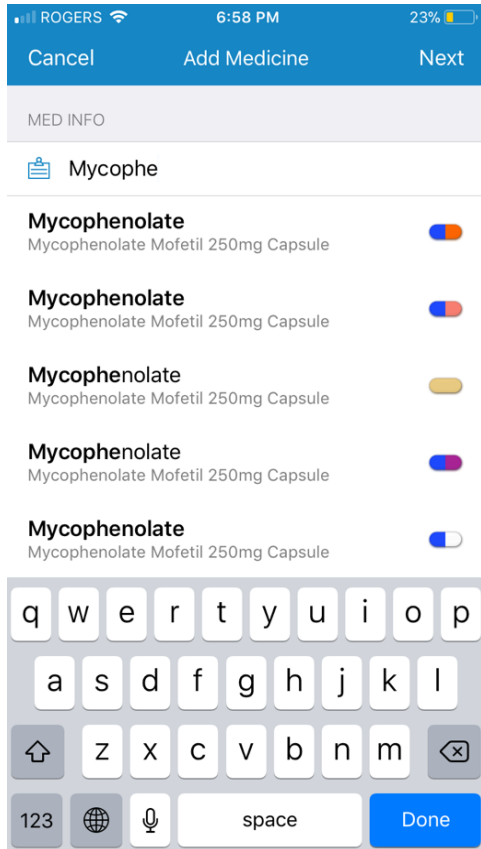 ROGERS 6:58 PM 23%
Cancel Add Medicine Next
MED INFO
Mycophe
Mycophenolate
Mycophenolate Mofetil 250mg Capsule
Mycophenolate
Mycophenolate Mofetil 250mg Capsule
Mycophenolate
Mycophenolate Mofetil 250mg Capsule
Mycophenolate
Mycophenolate Mofetil 250mg Capsule
Mycophenolate
Mycophenolate Mofetil 250mg Capsule
q w e r t y u i o p
a s d f g h j k l
z x c v b n m
123 space Done